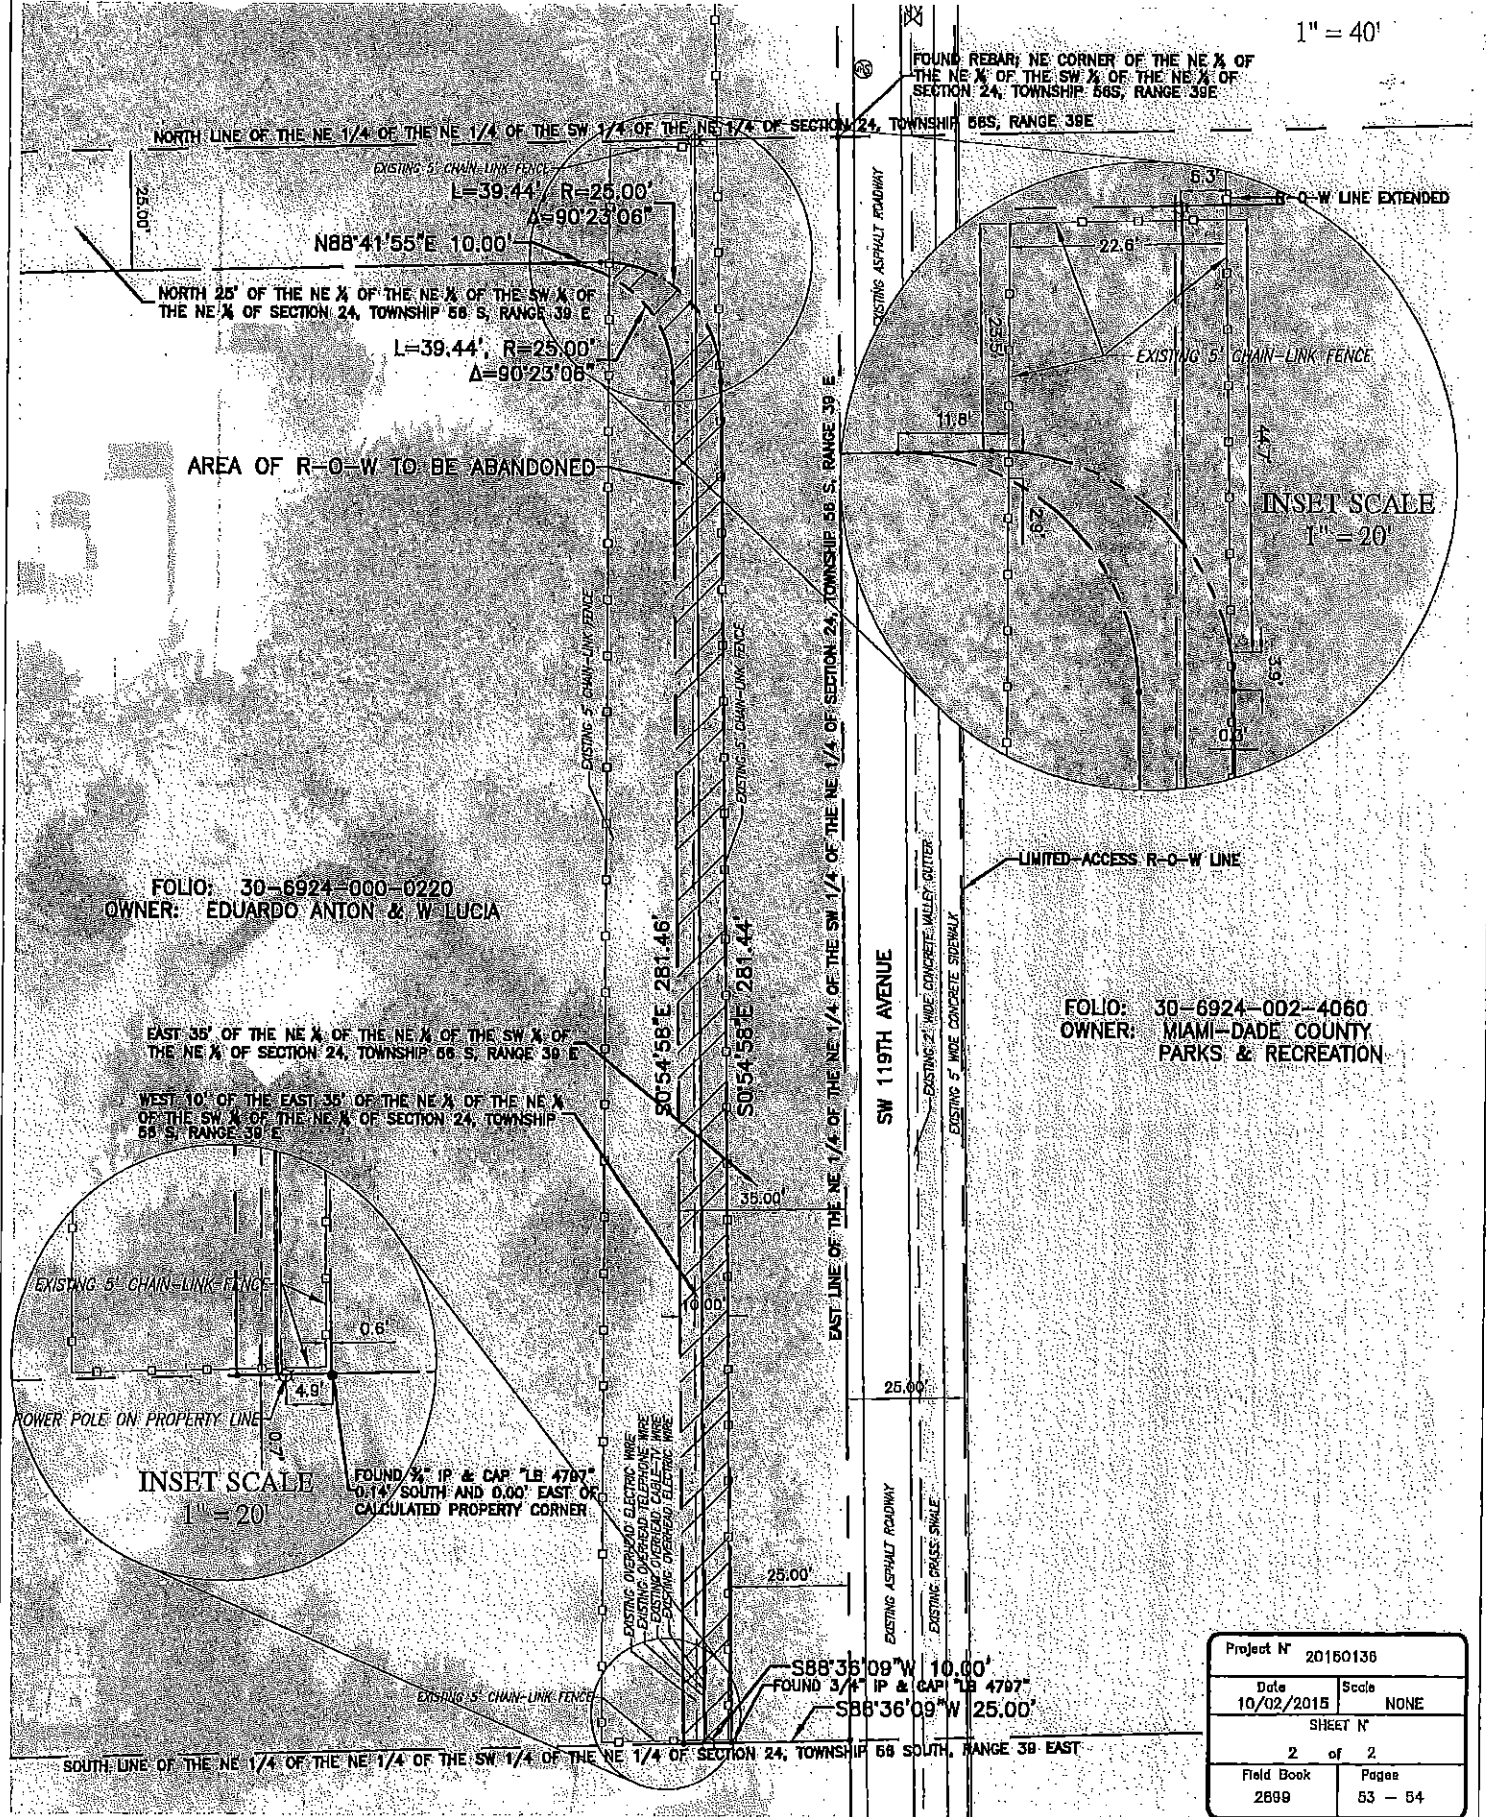 1" = 40'
FOUND REBAR; NE CORNER OF THE NE ¼ OF
THE NE ¼ OF THE SW ¼ OF THE NE ¼ OF
SECTION 24, TOWNSHIP 56S, RANGE 39E
NORTH LINE OF THE NE 1/4 OF THE NE 1/4 OF THE SW 1/4 OF THE NE 1/4 OF SECTION 24, TOWNSHIP 56S, RANGE 39E
EXISTING 5' CHAIN-LINK FENCE
L=39.44' R=25.00'
Δ=90°23'06"
25.00'
N88°41'55"E 10.00'
NORTH 25' OF THE NE ¼ OF THE NE ¼ OF THE SW ¼ OF
THE NE ¼ OF SECTION 24, TOWNSHIP 56 S, RANGE 39 E
L=39.44', R=25.00'
Δ=90°23'06"
AREA OF R-O-W TO BE ABANDONED
EXISTING ASPHALT ROADWAY
6.3'
R-O-W LINE EXTENDED
22.6'
25.5'
EXISTING 5' CHAIN-LINK FENCE
11.8'
44.7'
2.9'
INSET SCALE
1" = 20'
3.9'
0.3'
EXISTING 5' CHAIN-LINK FENCE
EXISTING 5' CHAIN-LINK FENCE
EAST LINE OF THE NE 1/4 OF THE NE 1/4 OF THE SW 1/4 OF THE NE 1/4 OF SECTION 24, TOWNSHIP 56 S, RANGE 39 E
LIMITED-ACCESS R-O-W LINE
FOLIO: 30-6924-000-0220
OWNER: EDUARDO ANTON & W LUCIA
S0°54'58"E 281.46'
S0°54'58"E 281.44'
SW 119TH AVENUE
EXISTING 2' WIDE CONCRETE VALLEY GUTTER
EXISTING 5' WIDE CONCRETE SIDEWALK
FOLIO: 30-6924-002-4060
OWNER: MIAMI-DADE COUNTY
PARKS & RECREATION
EAST 35' OF THE NE ¼ OF THE NE ¼ OF THE SW ¼ OF
THE NE ¼ OF SECTION 24, TOWNSHIP 56 S, RANGE 39 E
WEST 10' OF THE EAST 35' OF THE NE ¼ OF THE NE ¼
OF THE SW ¼ OF THE NE ¼ OF SECTION 24, TOWNSHIP
56 S, RANGE 39 E
35.00'
10.00'
25.00'
EXISTING 5' CHAIN-LINK FENCE
0.6'
4.9'
POWER POLE ON PROPERTY LINE
0.7'
INSET SCALE
1" = 20'
FOUND ¾" IP & CAP "LB 4797"
0.14' SOUTH AND 0.00' EAST OF
CALCULATED PROPERTY CORNER
EXISTING OVERHEAD ELECTRIC WIRE
EXISTING OVERHEAD TELEPHONE WIRE
EXISTING OVERHEAD CABLE-TV WIRE
EXISTING OVERHEAD ELECTRIC WIRE
25.00'
EXISTING ASPHALT ROADWAY
EXISTING GRASS SWALE
S88°36'09"W 10.00'
FOUND 3/4" IP & CAP "LB 4797"
S88°36'09"W 25.00'
EXISTING 5' CHAIN-LINK FENCE
SOUTH LINE OF THE NE 1/4 OF THE NE 1/4 OF THE SW 1/4 OF THE NE 1/4 OF SECTION 24, TOWNSHIP 56 SOUTH, RANGE 39 EAST
Project N° 20150136
Date
10/02/2015
Scale
NONE
SHEET N°
2 of 2
Field Book
2699
Pages
53 - 54